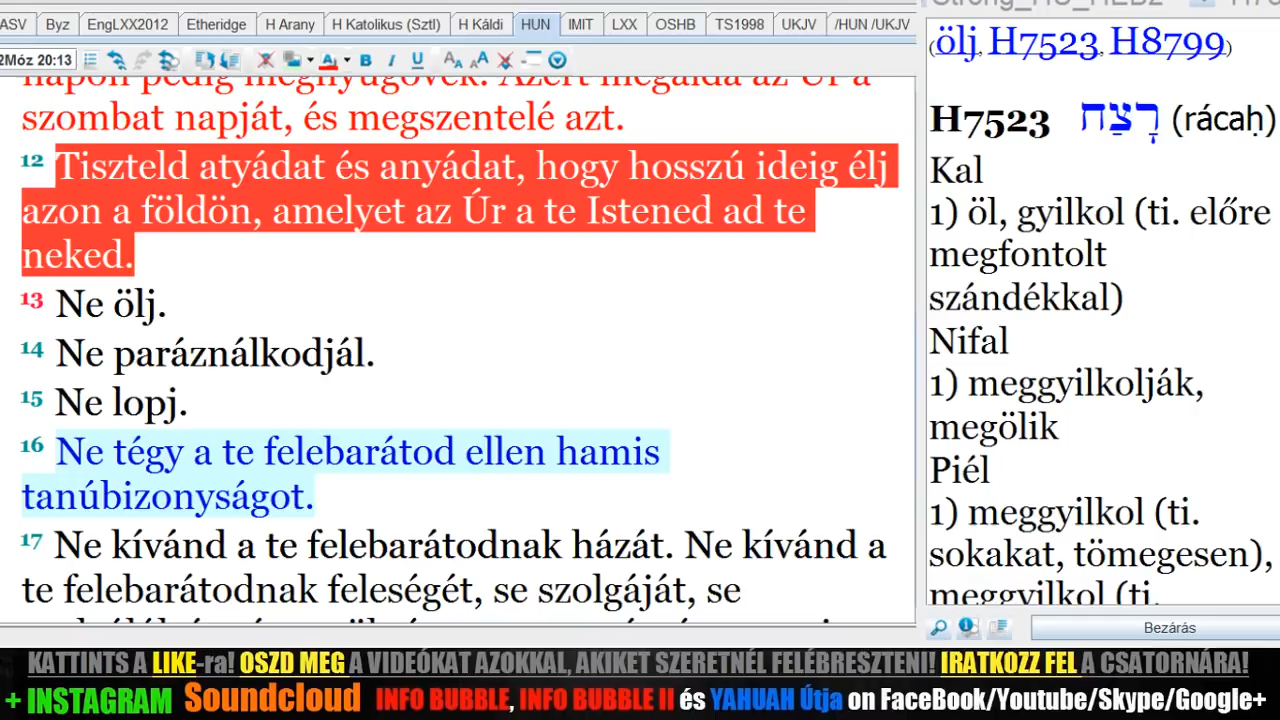 ASV Byz EngLXX2012 Etheridge H Arany H Katolikus (SztI) H Káldi HUN IMIT LXX OSHB TS1998 UKJV /HUN /UKJV
2Móz 20:13
B I U
szombat napját, és megszentelé azt.
12 Tiszteld atyádat és anyádat, hogy hosszú ideig élj
azon a földön, amelyet az Úr a te Istened ad te
neked.
13 Ne ölj.
14 Ne paráználkodjál.
15 Ne lopj.
16 Ne tégy a te felebarátod ellen hamis
tanúbizonyságot.
17 Ne kívánd a te felebarátodnak házát. Ne kívánd a
te felebarátodnak feleségét, se szolgáját, se
(ölj, H7523, H8799)
H7523 רָצַח (rácaḥ)
Kal
1) öl, gyilkol (ti. előre
megfontolt
szándékkal)
Nifal
1) meggyilkolják,
megölik
Piél
1) meggyilkol (ti.
sokakat, tömegesen),
meggyilkol (ti.
Bezárás
KATTINTS A LIKE-ra! OSZD MEG A VIDEÓKAT AZOKKAL, AKIKET SZERETNÉL FELÉBRESZTENI! IRATKOZZ FEL A CSATORNÁRA!
+ INSTAGRAM Soundcloud INFO BUBBLE, INFO BUBBLE II és YAHUAH Útja on FaceBook/Youtube/Skype/Google+